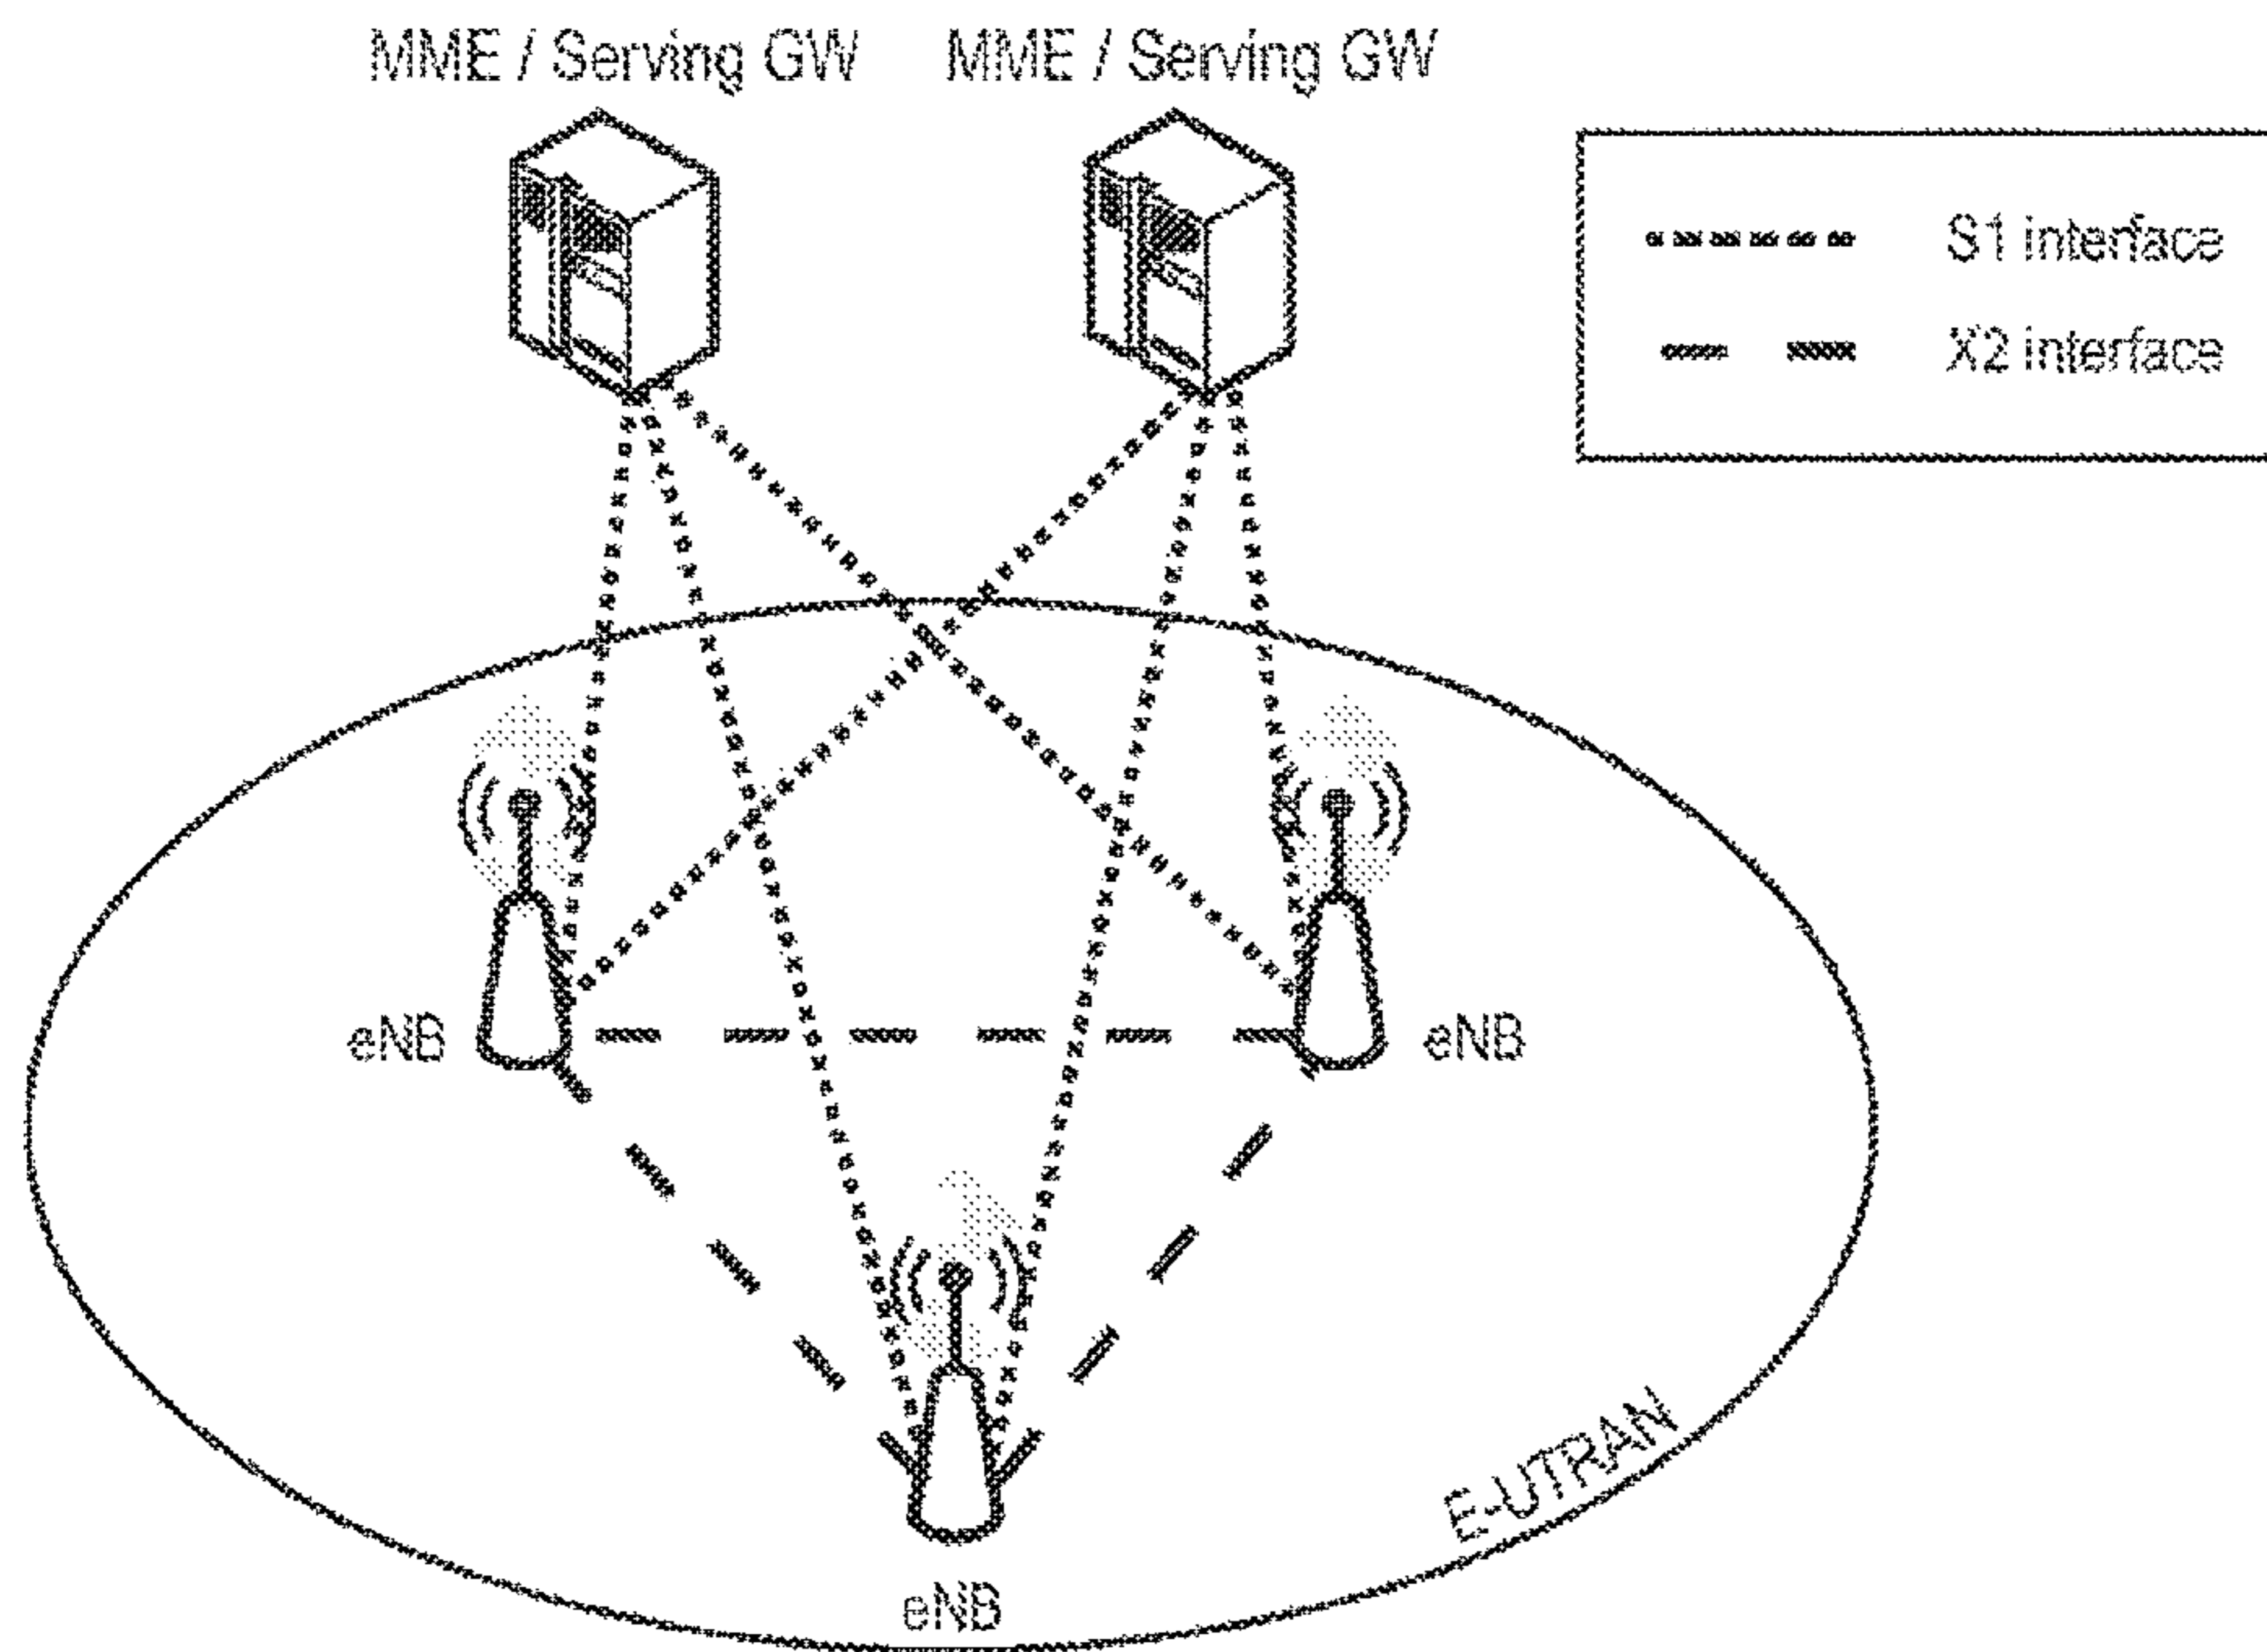 MME / Serving GW
MME / Serving GW
S1 interface
X2 interface
eNB
eNB
E-UTRAN
eNB